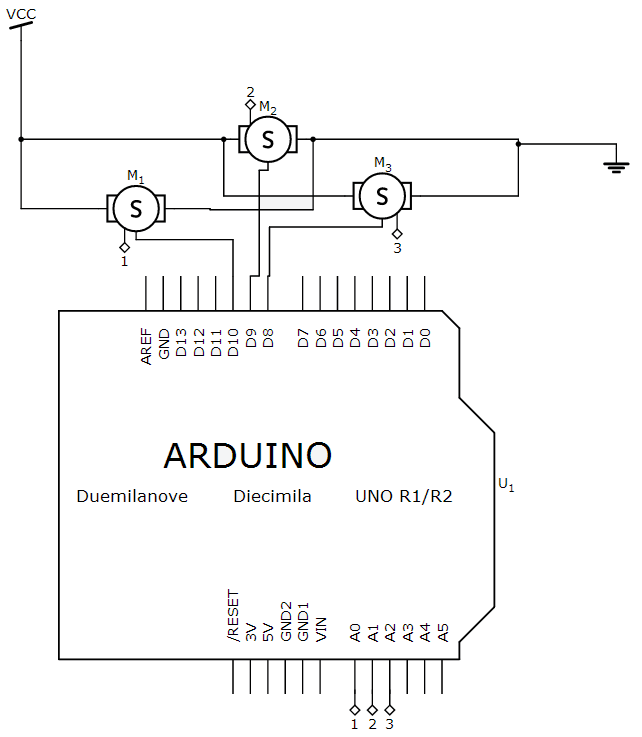 VCC
2
M2
M3
M1
S
S
S
1
3
AREF
GND
D13
D12
D11
D10
D9
D8
D7
D6
D5
D4
D3
D2
D1
D0
ARDUINO
Duemilanove Diecimila UNO R1/R2
U1
/RESET
3V
5V
GND2
GND1
VIN
A0
A1
A2
A3
A4
A5
1 2 3